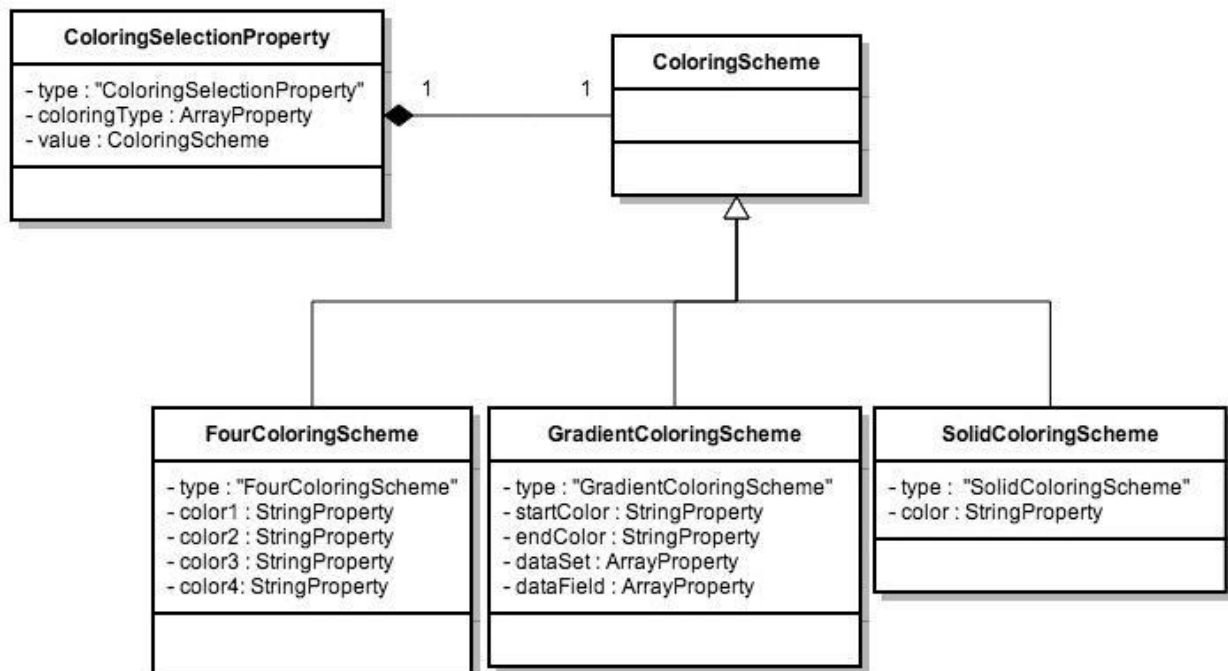 ColoringSelectionProperty
- type : "ColoringSelectionProperty"
- coloringType : ArrayProperty
- value : ColoringScheme
1
1
ColoringScheme
FourColoringScheme
- type : "FourColoringScheme"
- color1 : StringProperty
- color2 : StringProperty
- color3 : StringProperty
- color4: StringProperty
GradientColoringScheme
- type : "GradientColoringScheme"
- startColor : StringProperty
- endColor : StringProperty
- dataSet : ArrayProperty
- dataField : ArrayProperty
SolidColoringScheme
- type :  "SolidColoringScheme"
- color : StringProperty